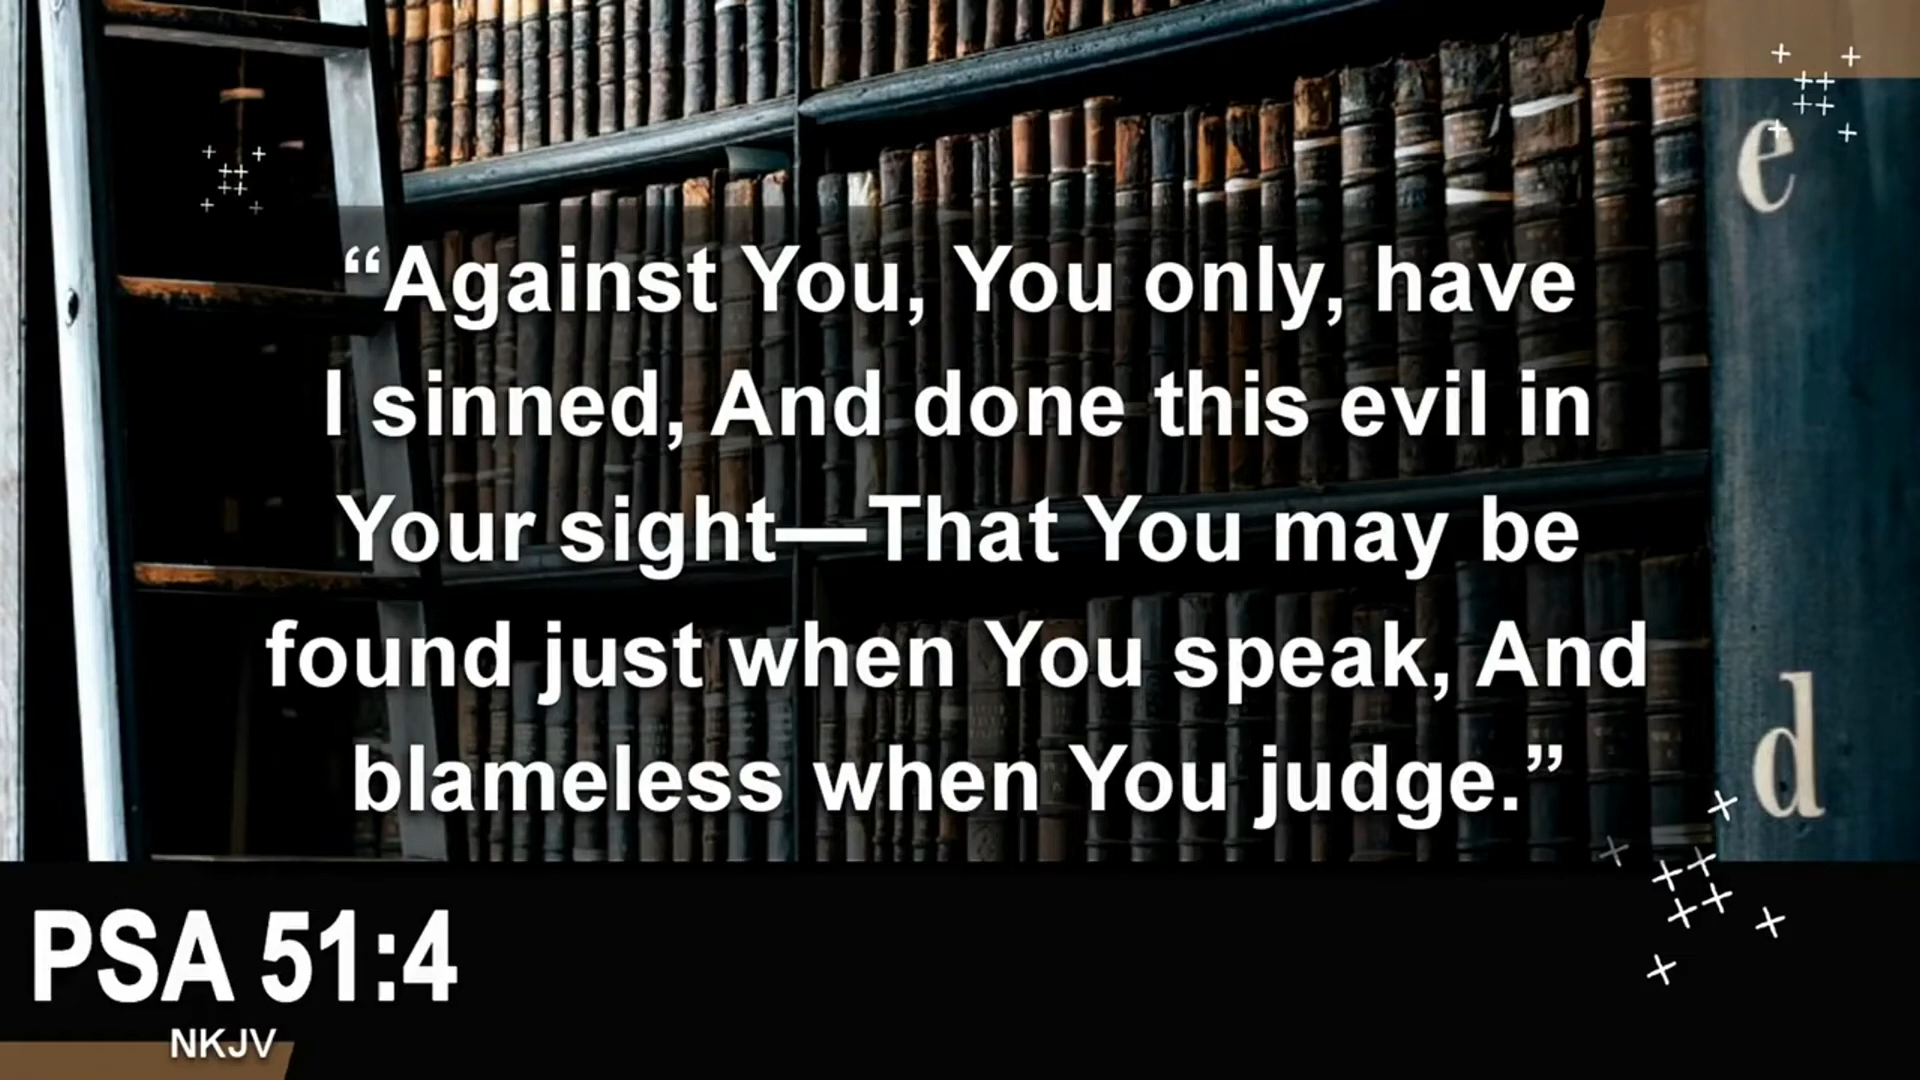 e
“Against You, You only, have
I sinned, And done this evil in
Your sight—That You may be
found just when You speak, And
blameless when You judge.”
d
PSA 51:4
NKJV